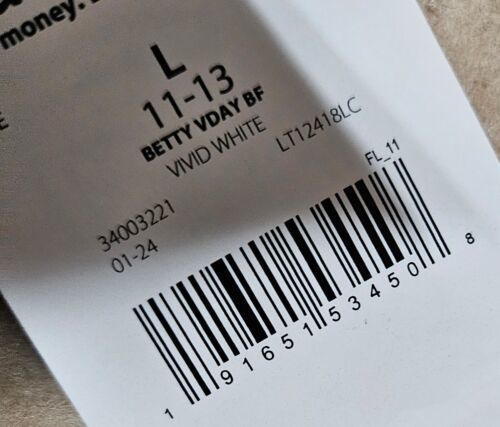 money.
L
11-13
BETTY VDAY BF
VIVID WHITE
LT12418LC
FL_11
34003221
01-24
1 91651 53450 8